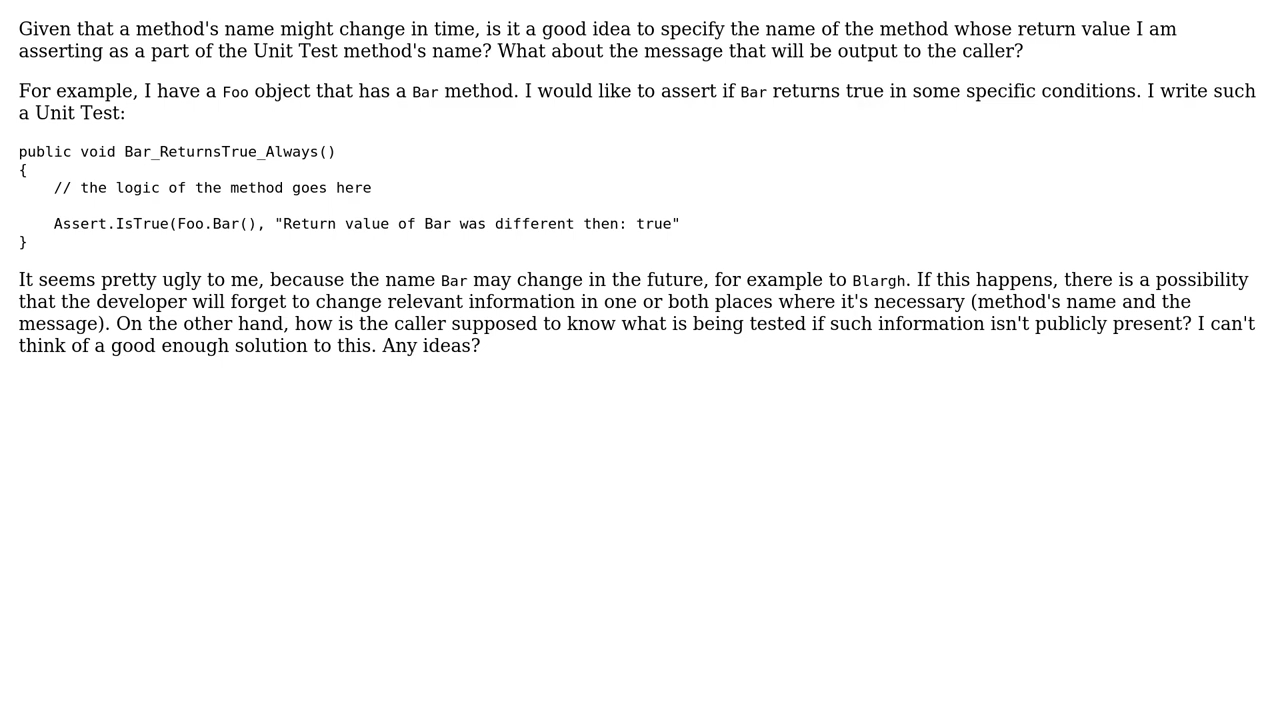 Given that a method's name might change in time, is it a good idea to specify the name of the method whose return value I am
asserting as a part of the Unit Test method's name? What about the message that will be output to the caller?
For example, I have a Foo object that has a Bar method. I would like to assert if Bar returns true in some specific conditions. I write such
a Unit Test:
public void Bar_ReturnsTrue_Always()
{
    // the logic of the method goes here
    Assert.IsTrue(Foo.Bar(), "Return value of Bar was different then: true"
}
It seems pretty ugly to me, because the name Bar may change in the future, for example to Blargh. If this happens, there is a possibility
that the developer will forget to change relevant information in one or both places where it's necessary (method's name and the
message). On the other hand, how is the caller supposed to know what is being tested if such information isn't publicly present? I can't
think of a good enough solution to this. Any ideas?